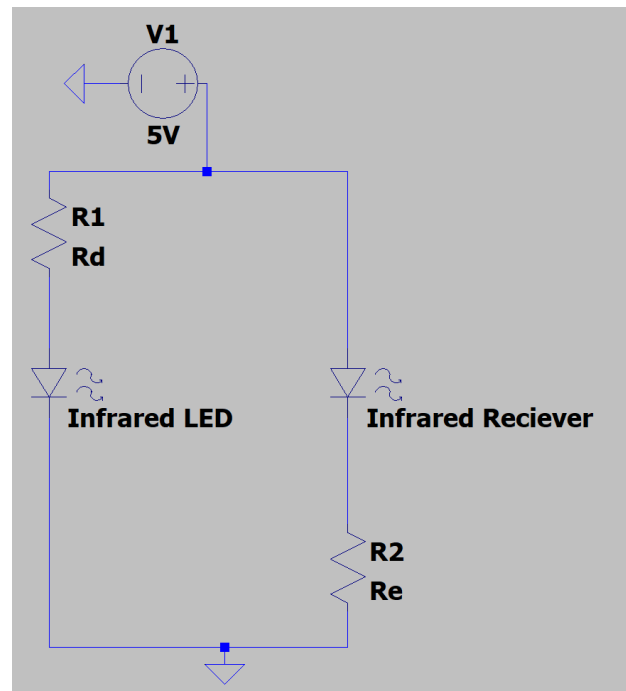 V1
5V
R1
Rd
Infrared LED
Infrared Reciever
R2
Re